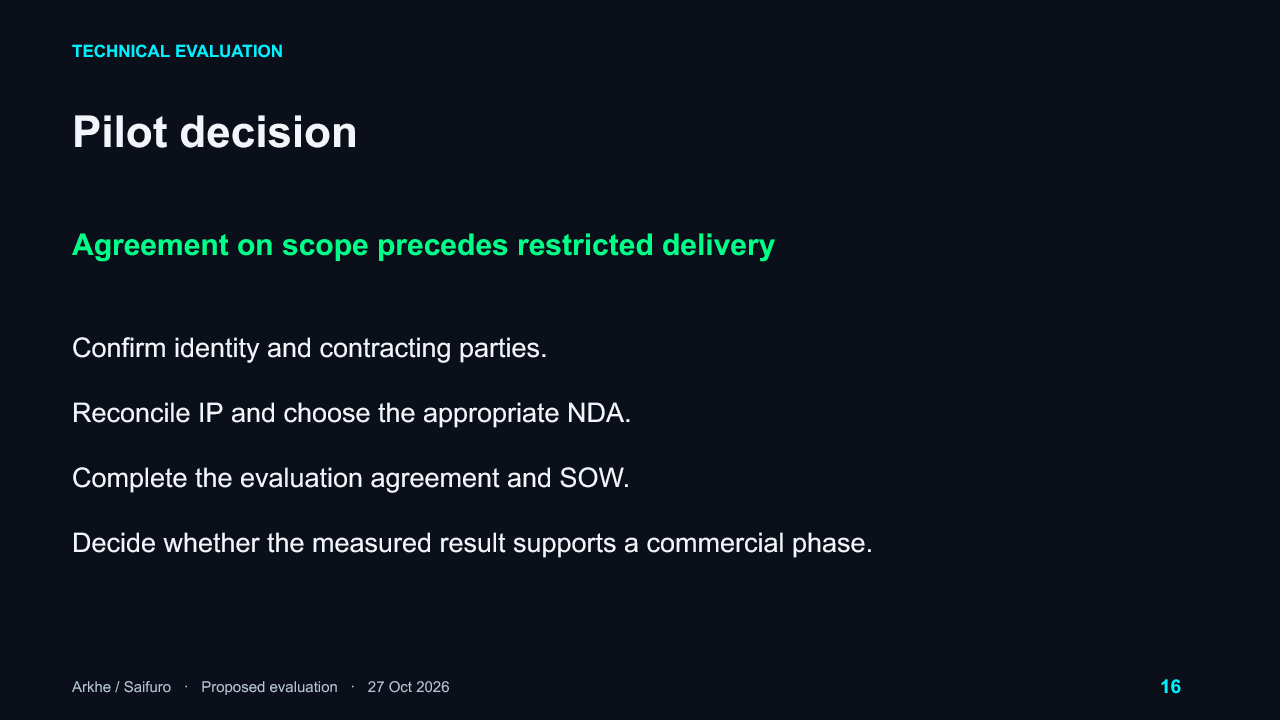 TECHNICAL EVALUATION
Pilot decision
Agreement on scope precedes restricted delivery
Confirm identity and contracting parties.
Reconcile IP and choose the appropriate NDA.
Complete the evaluation agreement and SOW.
Decide whether the measured result supports a commercial phase.
Arkhe / Saifuro · Proposed evaluation · 27 Oct 2026
16